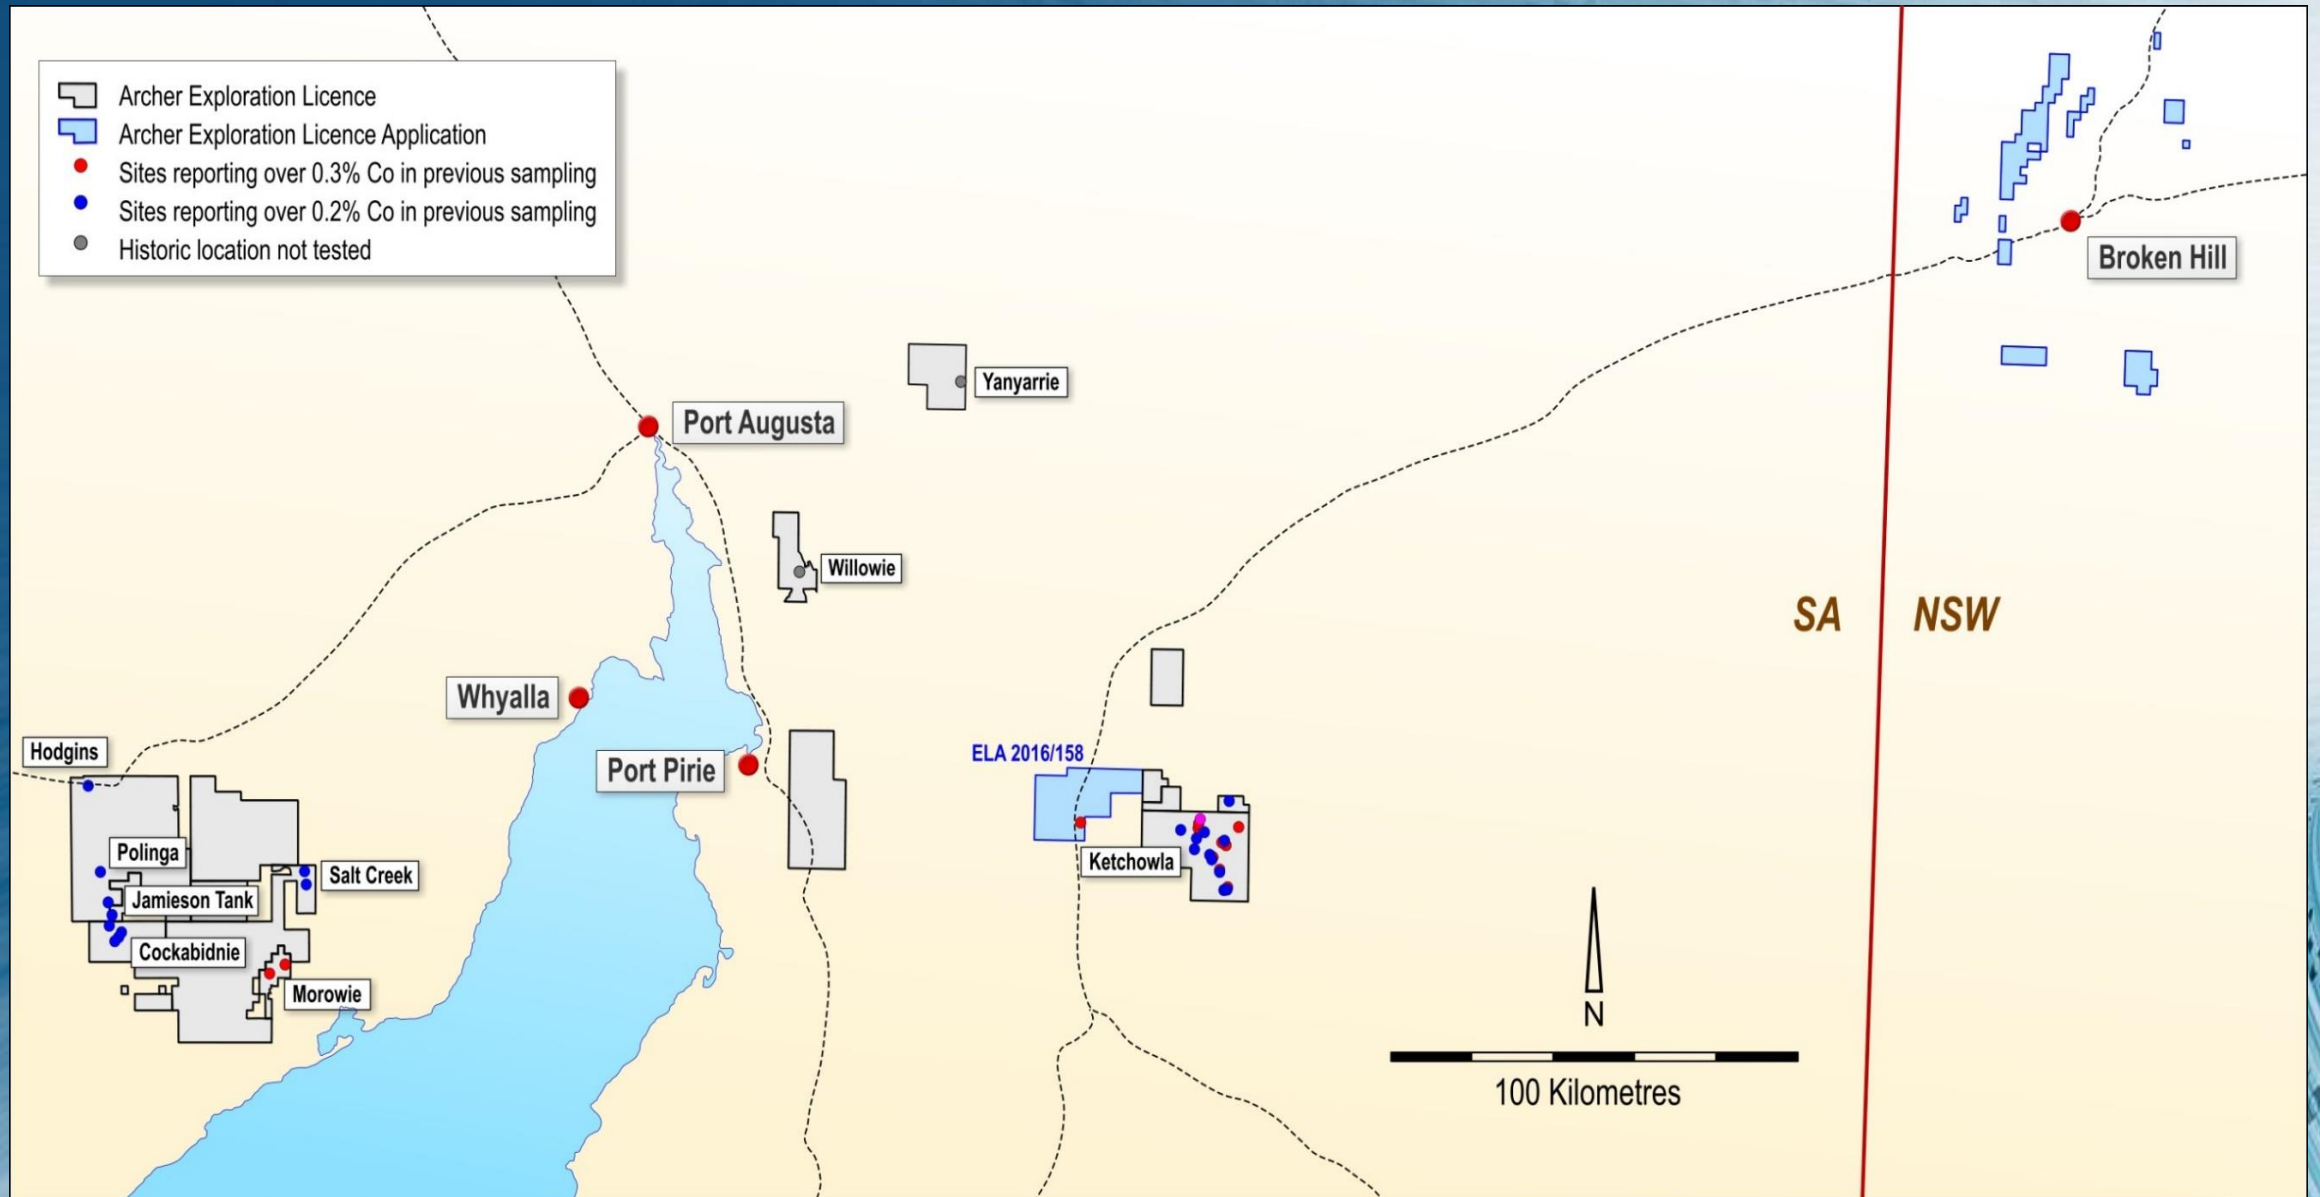 Archer Exploration Licence
Archer Exploration Licence Application
Sites reporting over 0.3% Co in previous sampling
Sites reporting over 0.2% Co in previous sampling
Historic location not tested
Broken Hill
Yanyarrie
Port Augusta
Willowie
SA
NSW
Whyalla
Hodgins
ELA 2016/158
Port Pirie
Polinga
Ketchowla
Salt Creek
Jamieson Tank
Cockabidnie
Morowie
N
100 Kilometres